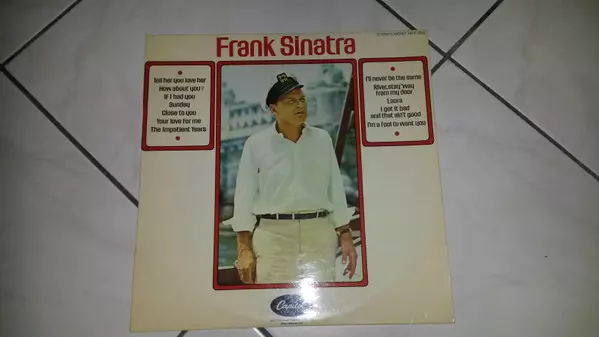 Frank Sinatra
Tell her you love her
How about you?
If I had you
Sunday
Close to you
Your love for me
The Impatient Years
I'll never be the same
River, stay 'way
from my door
Laura
I got it bad
and that ain't good
I'm a fool to want you
Capitol